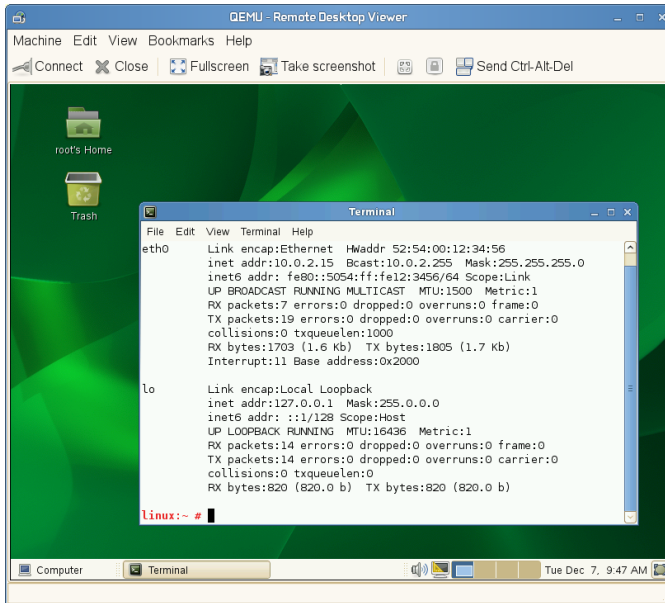 QEMU - Remote Desktop Viewer
Machine Edit View Bookmarks Help
Connect Close Fullscreen Take screenshot Send Ctrl-Alt-Del
root's Home
Trash
Terminal
File Edit View Terminal Help
eth0 Link encap:Ethernet HWaddr 52:54:00:12:34:56
inet addr:10.0.2.15 Bcast:10.0.2.255 Mask:255.255.255.0
inet6 addr: fe80::5054:ff:fe12:3456/64 Scope:Link
UP BROADCAST RUNNING MULTICAST MTU:1500 Metric:1
RX packets:7 errors:0 dropped:0 overruns:0 frame:0
TX packets:19 errors:0 dropped:0 overruns:0 carrier:0
collisions:0 txqueuelen:1000
RX bytes:1703 (1.6 Kb) TX bytes:1805 (1.7 Kb)
Interrupt:11 Base address:0x2000
lo Link encap:Local Loopback
inet addr:127.0.0.1 Mask:255.0.0.0
inet6 addr: ::1/128 Scope:Host
UP LOOPBACK RUNNING MTU:16436 Metric:1
RX packets:14 errors:0 dropped:0 overruns:0 frame:0
TX packets:14 errors:0 dropped:0 overruns:0 carrier:0
collisions:0 txqueuelen:0
RX bytes:820 (820.0 b) TX bytes:820 (820.0 b)
linux:~ #
Computer Terminal Tue Dec 7, 9:47 AM